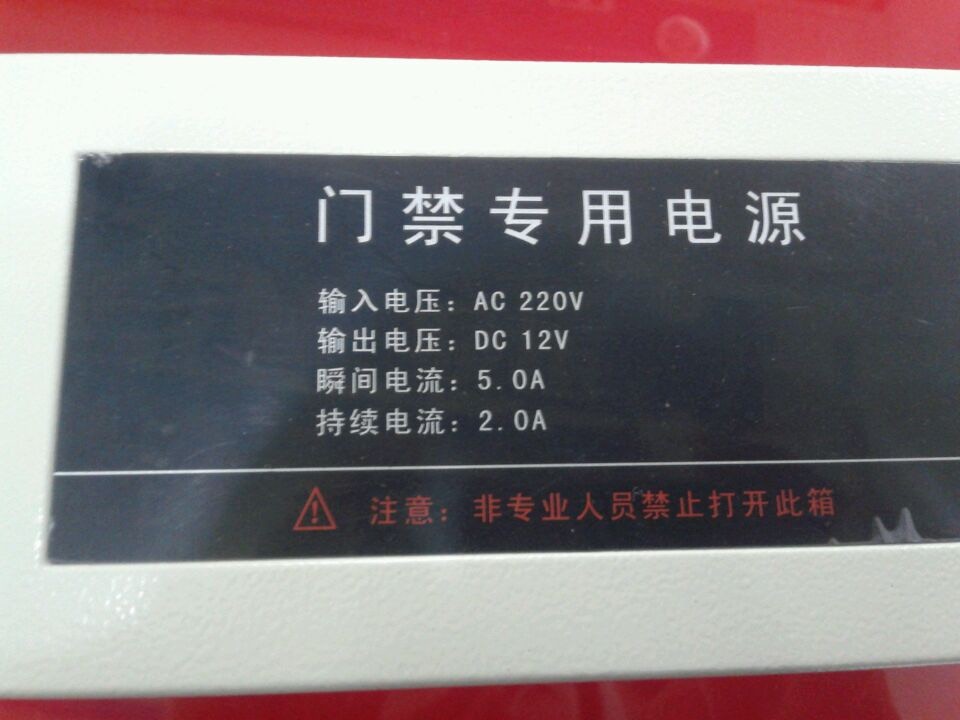 门禁专用电源
输入电压：AC 220V
输出电压：DC 12V
瞬间电流：5.0A
持续电流：2.0A
注意：非专业人员禁止打开此箱